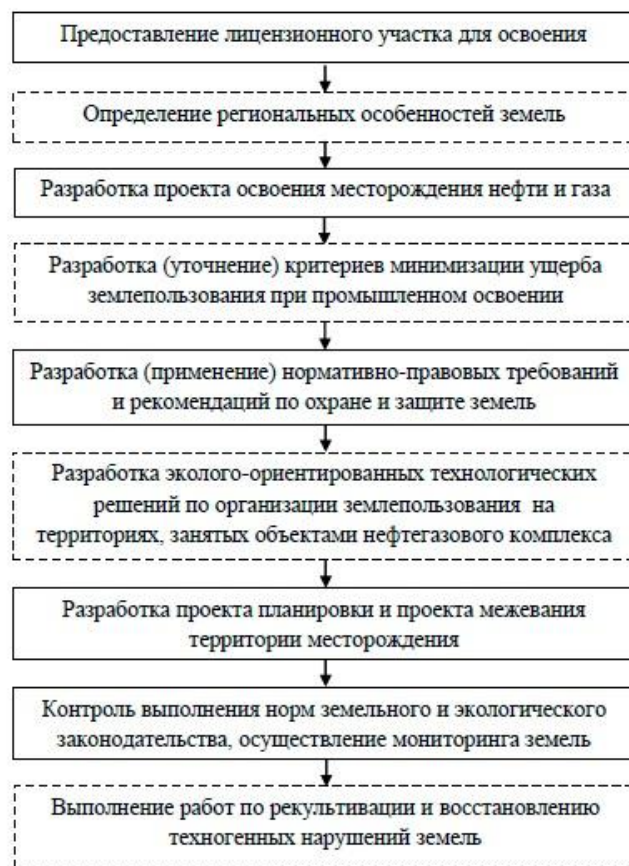 Предоставление лицензионного участка для освоения
Определение региональных особенностей земель
Разработка проекта освоения месторождения нефти и газа
Разработка (уточнение) критериев минимизации ущерба
землепользования при промышленном освоении
Разработка (применение) нормативно-правовых требований
и рекомендаций по охране и защите земель
Разработка эколого-ориентированных технологических
решений по организации землепользования на
территориях, занятых объектами нефтегазового комплекса
Разработка проекта планировки и проекта межевания
территории месторождения
Контроль выполнения норм земельного и экологического
законодательства, осуществление мониторинга земель
Выполнение работ по рекультивации и восстановлению
техногенных нарушений земель